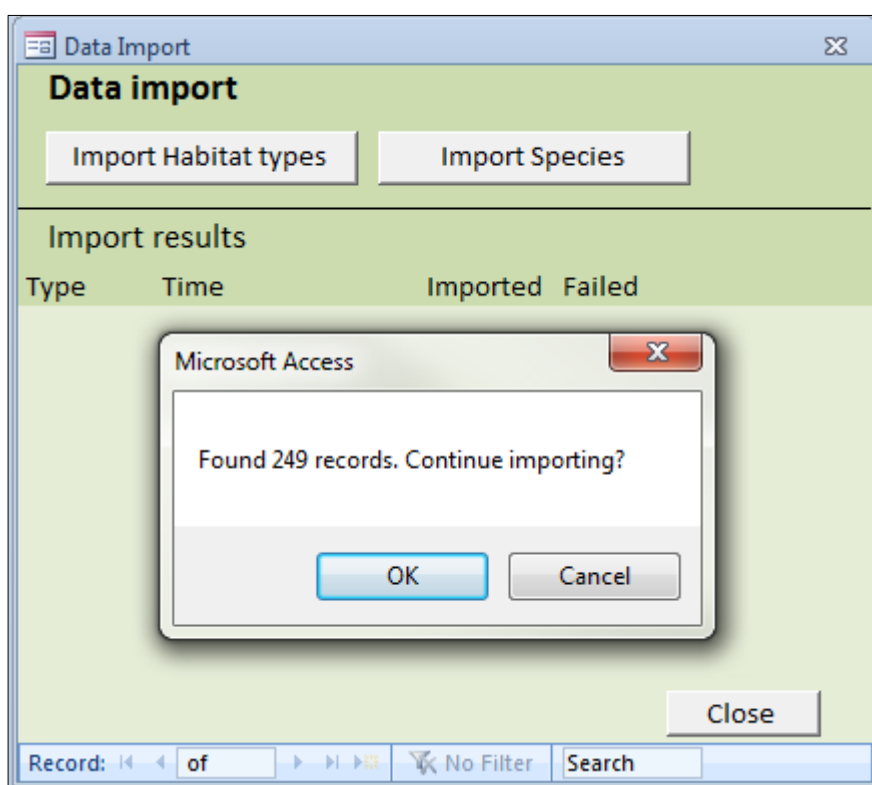 Data Import
Data import
Import Habitat types Import Species
Import results
Type Time Imported Failed
Microsoft Access
Found 249 records. Continue importing?
OK Cancel
Close
Record: of No Filter Search